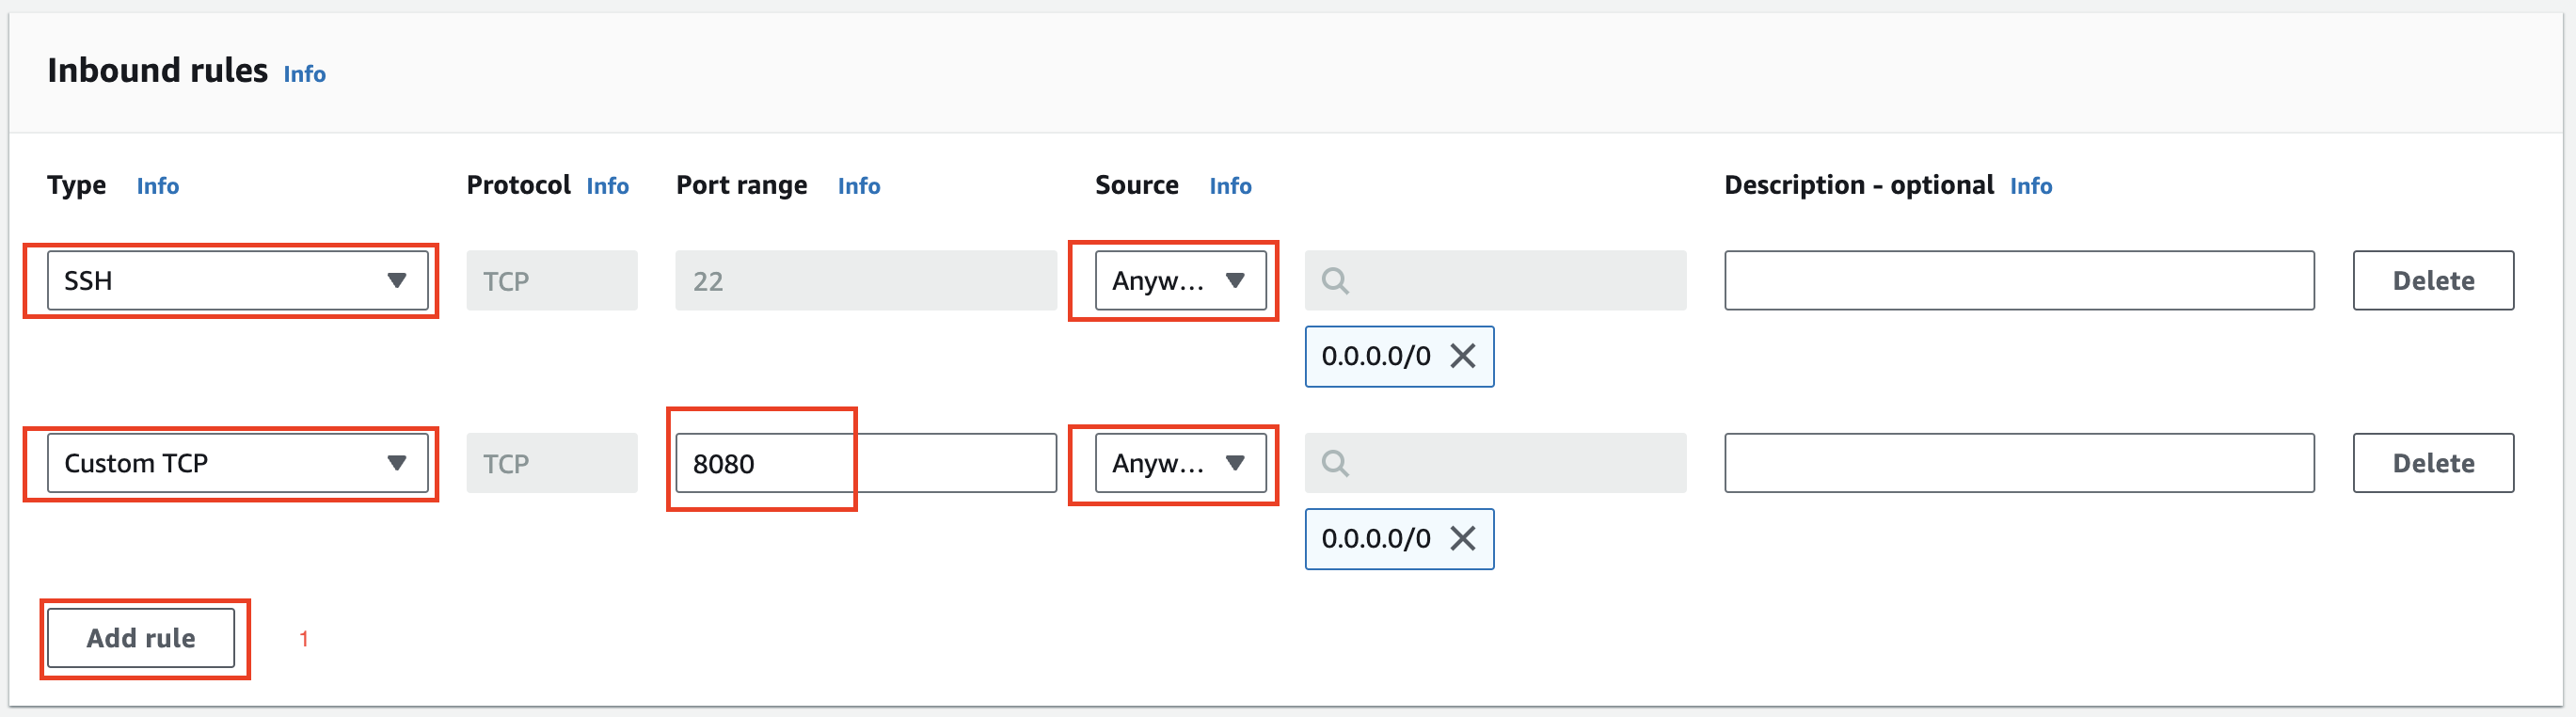 Inbound rules Info
Type Info Protocol Info Port range Info Source Info Description - optional Info
SSH TCP 22 Anyw... Delete
0.0.0.0/0
Custom TCP TCP 8080 Anyw... Delete
0.0.0.0/0
Add rule 1